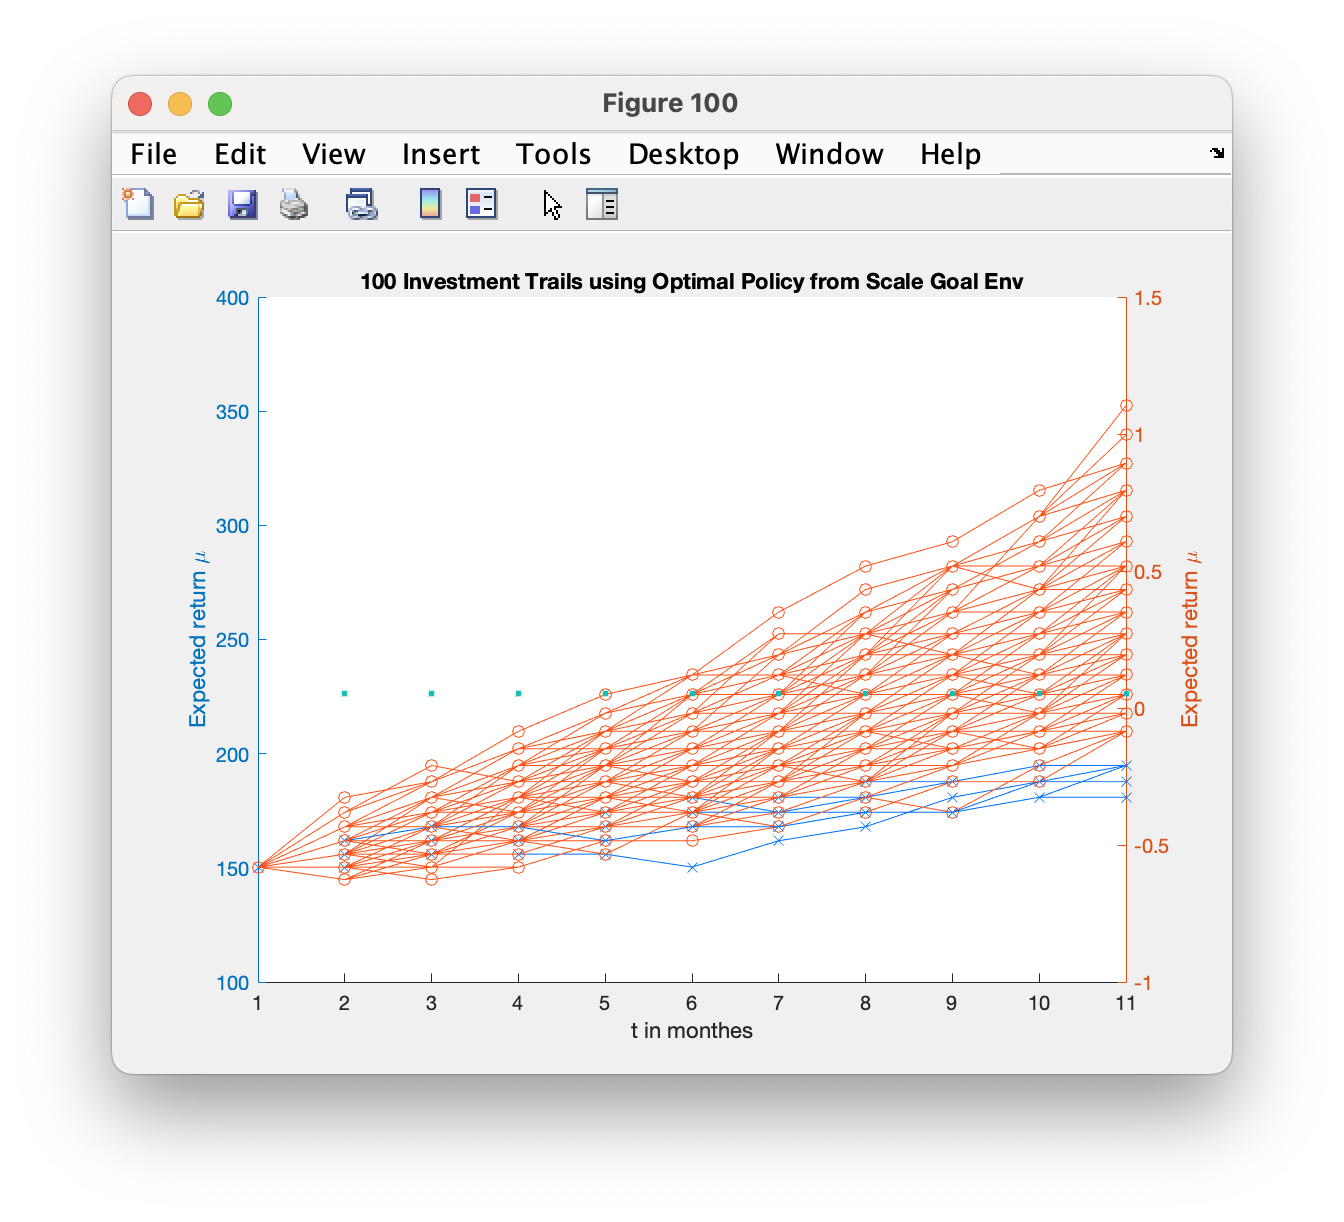 Figure 100
File Edit View Insert Tools Desktop Window Help
100 Investment Trails using Optimal Policy from Scale Goal Env
400
350
300
250
200
150
100
Expected return μ
1.5
1
0.5
0
-0.5
-1
Expected return μ
1 2 3 4 5 6 7 8 9 10 11
t in monthes